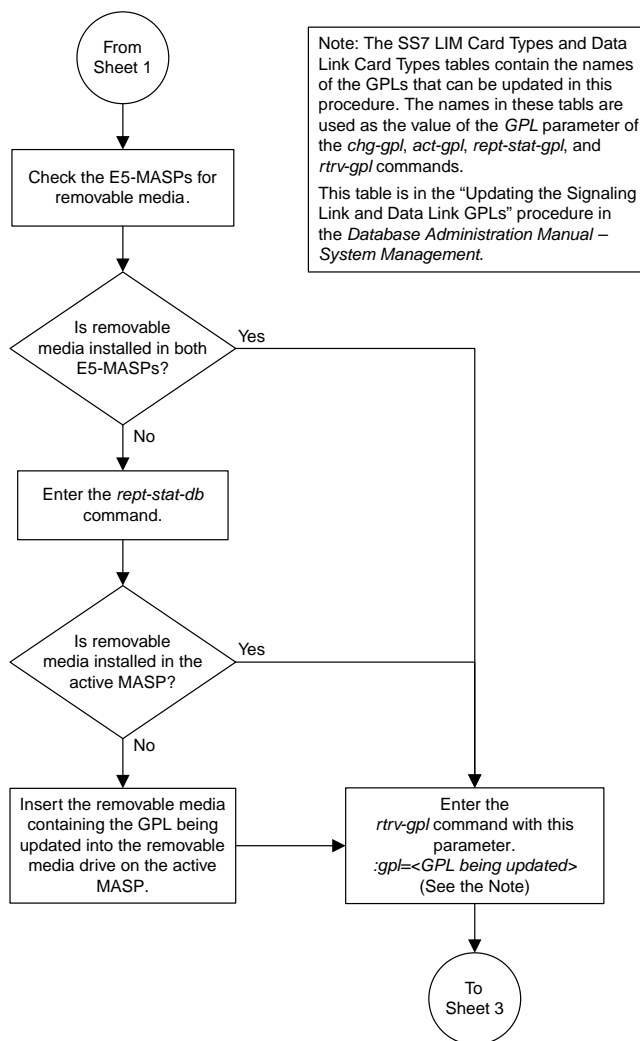 From
Sheet 1
Note: The SS7 LIM Card Types and Data
Link Card Types tables contain the names
of the GPLs that can be updated in this
procedure. The names in these tabls are
used as the value of the GPL parameter of
the chg-gpl, act-gpl, rept-stat-gpl, and
rtrv-gpl commands.
This table is in the “Updating the Signaling
Link and Data Link GPLs” procedure in
the Database Administration Manual –
System Management.
Check the E5-MASPs for
removable media.
Is removable
media installed in both
E5-MASPs?
Yes
No
Enter the rept-stat-db
command.
Is removable
media installed in the
active MASP?
Yes
No
Insert the removable media
containing the GPL being
updated into the removable
media drive on the active
MASP.
Enter the
rtrv-gpl command with this
parameter.
:gpl=<GPL being updated>
(See the Note)
To
Sheet 3